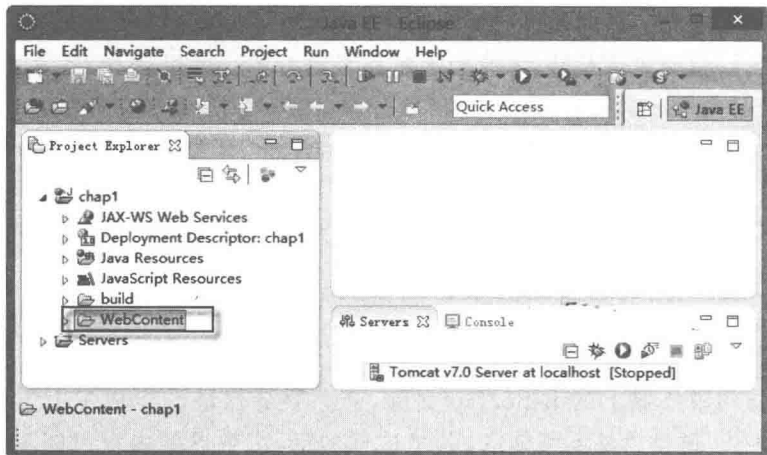 Java EE - Eclipse
File Edit Navigate Search Project Run Window Help
Quick Access
Java EE
Project Explorer
chap1
JAX-WS Web Services
Deployment Descriptor: chap1
Java Resources
JavaScript Resources
build
WebContent
Servers
Servers Console
Tomcat v7.0 Server at localhost [Stopped]
WebContent - chap1